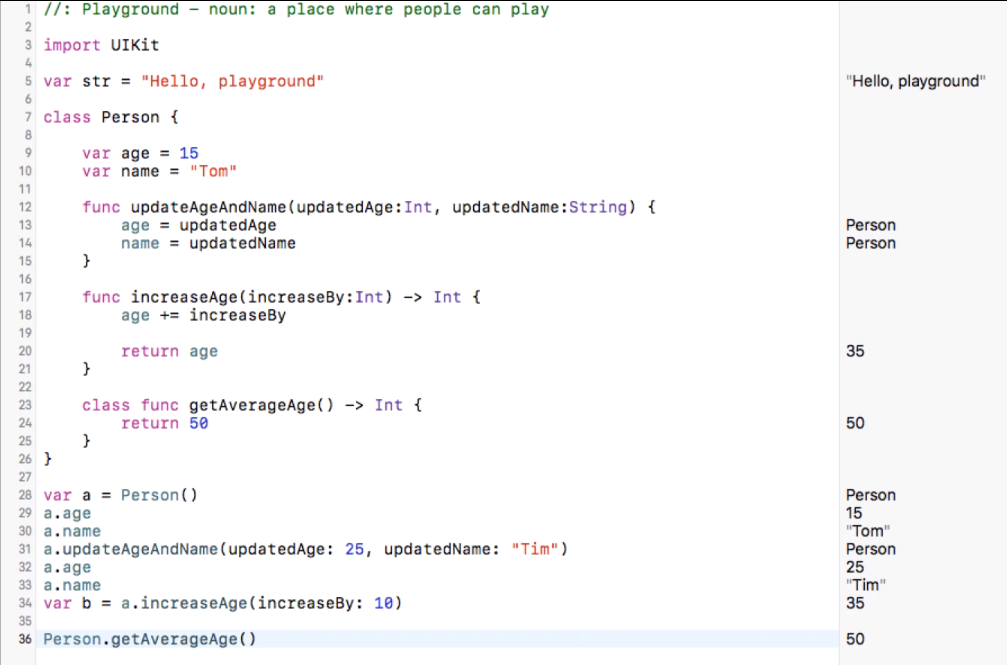 1 //: Playground – noun: a place where people can play
2
3 import UIKit
4
5 var str = "Hello, playground" "Hello, playground"
6
7 class Person {
8
9 var age = 15
10 var name = "Tom"
11
12 func updateAgeAndName(updatedAge:Int, updatedName:String) {
13 age = updatedAge Person
14 name = updatedName Person
15 }
16
17 func increaseAge(increaseBy:Int) -> Int {
18 age += increaseBy
19
20 return age 35
21 }
22
23 class func getAverageAge() -> Int {
24 return 50 50
25 }
26 }
27
28 var a = Person() Person
29 a.age 15
30 a.name "Tom"
31 a.updateAgeAndName(updatedAge: 25, updatedName: "Tim") Person
32 a.age 25
33 a.name "Tim"
34 var b = a.increaseAge(increaseBy: 10) 35
35
36 Person.getAverageAge() 50